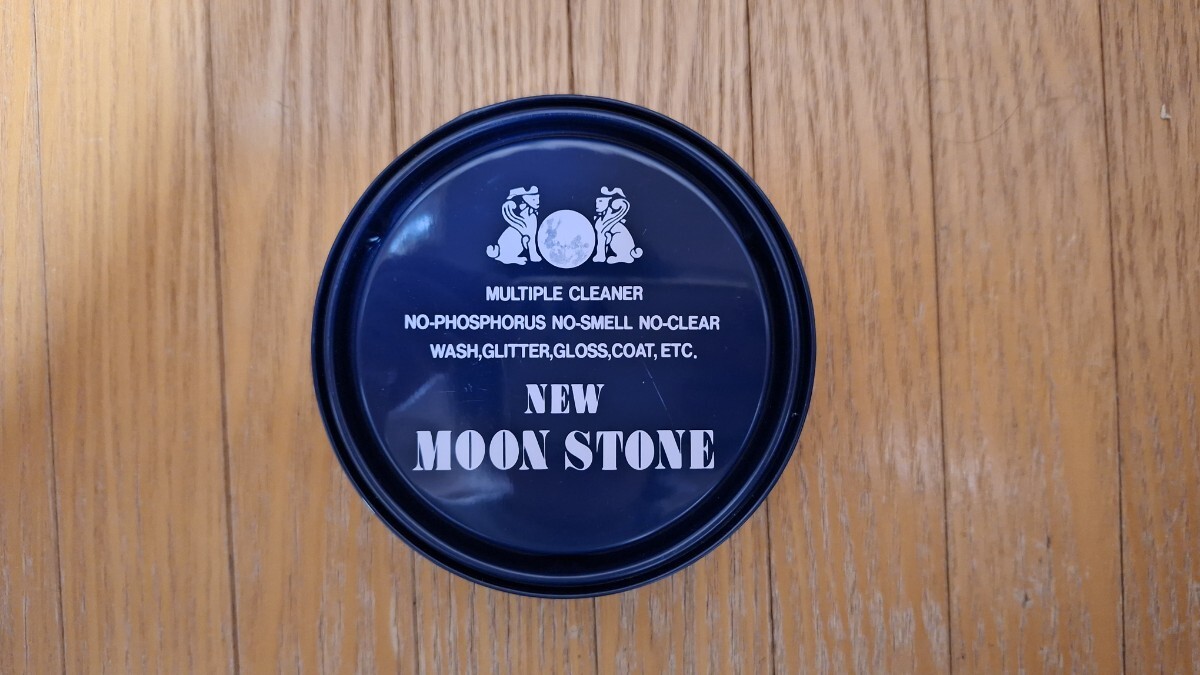 MULTIPLE CLEANER
NO-PHOSPHORUS NO-SMELL NO-CLEAR
WASH,GLITTER,GLOSS,COAT, ETC.
NEW
MOON STONE